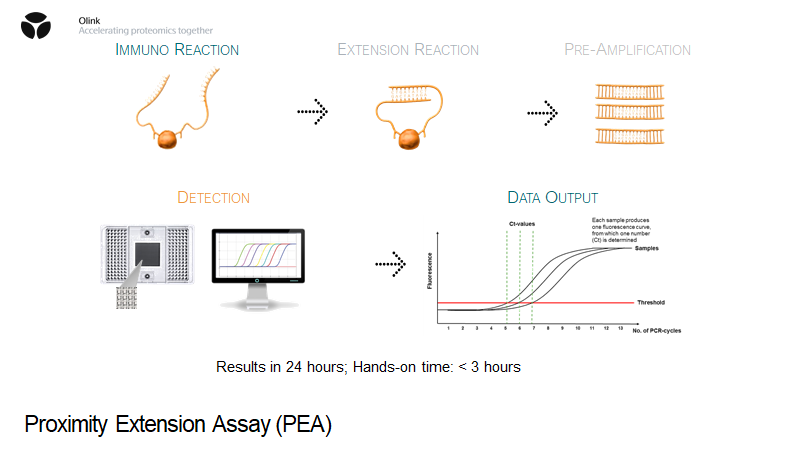 Olink
Accelerating proteomics together
IMMUNO REACTION
EXTENSION REACTION
PRE-AMPLIFICATION
DETECTION
DATA OUTPUT
Ct-values
Each sample produces
one fluorescence curve,
from which one number
(Ct) is determined
Samples
Fluorescence
Threshold
1 2 3 4 5 6 7 8 9 10 11 12 13
No. of PCR-cycles
Results in 24 hours; Hands-on time: < 3 hours
Proximity Extension Assay (PEA)